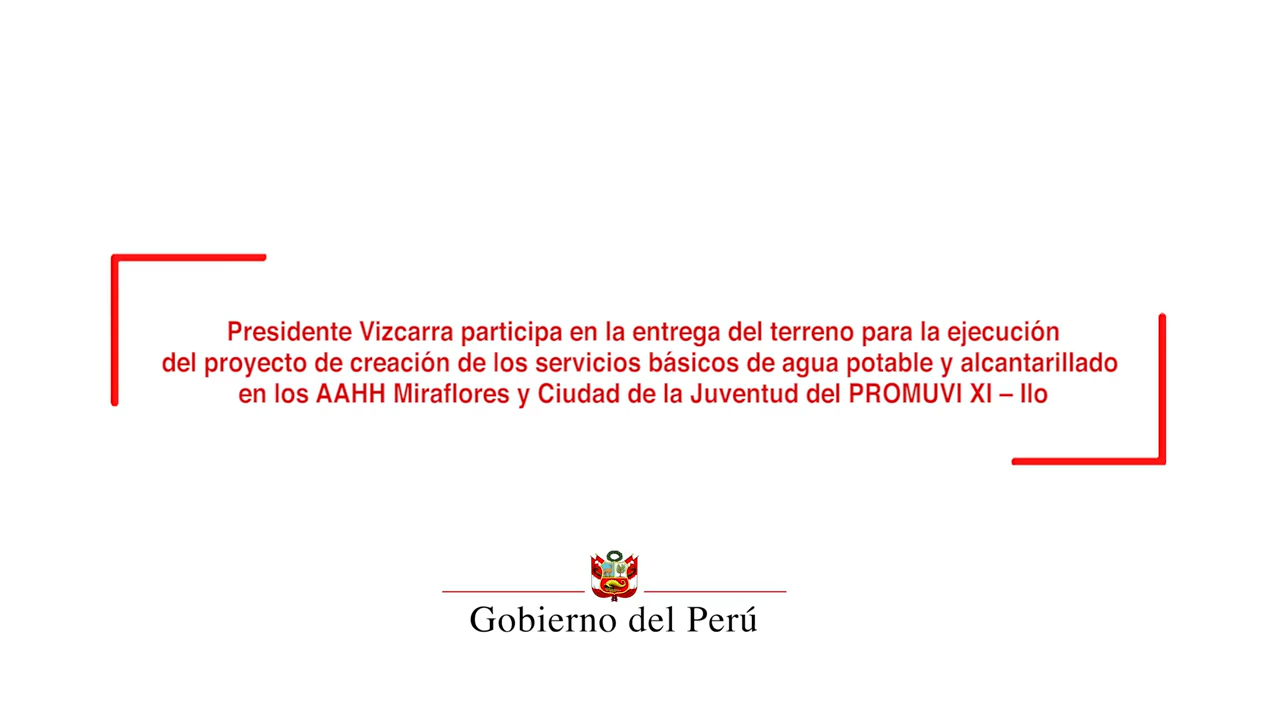 Presidente Vizcarra participa en la entrega del terreno para la ejecución
del proyecto de creación de los servicios básicos de agua potable y alcantarillado
en los AAHH Miraflores y Ciudad de la Juventud del PROMUVI XI – Ilo
Gobierno del Perú